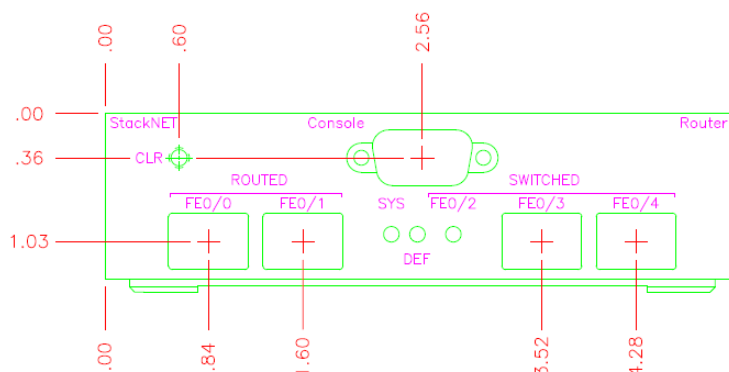 .00
.60
2.56
.00
StackNET Console Router
.36
CLR
ROUTED SWITCHED
FE0/0 FE0/1 SYS FE0/2 FE0/3 FE0/4
1.03
DEF
.00
.84
1.60
3.52
4.28